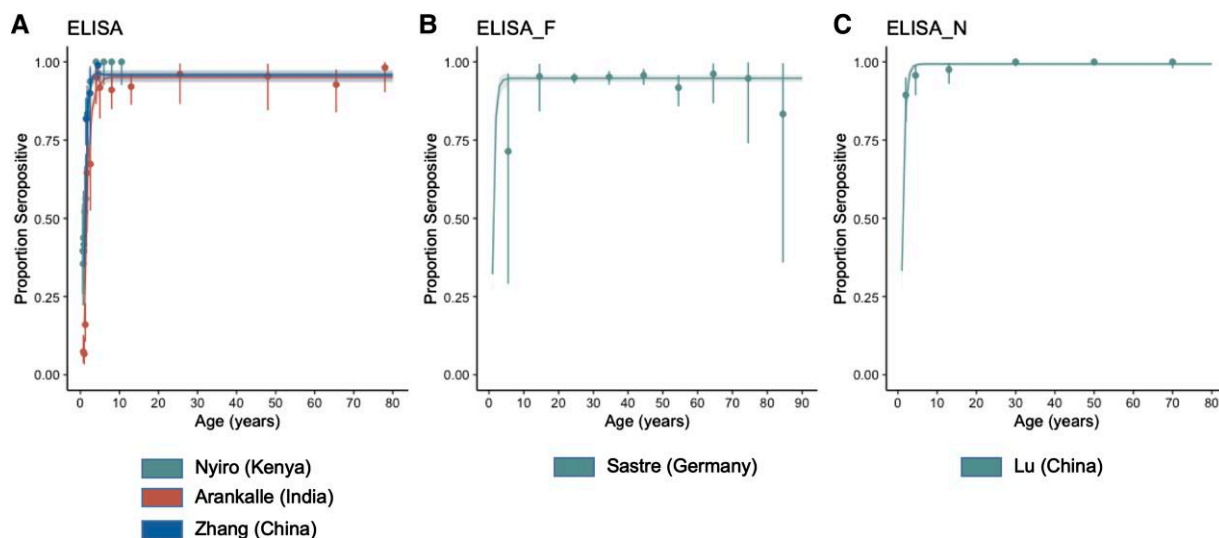 A
ELISA
Proportion Seropositive
1.00
0.75
0.50
0.25
0.00
0 10 20 30 40 50 60 70 80
Age (years)
Nyiro (Kenya)
Arankalle (India)
Zhang (China)
B
ELISA_F
Proportion Seropositive
1.00
0.75
0.50
0.25
0.00
0 10 20 30 40 50 60 70 80 90
Age (years)
Sastre (Germany)
C
ELISA_N
Proportion Seropositive
1.00
0.75
0.50
0.25
0.00
0 10 20 30 40 50 60 70 80
Age (years)
Lu (China)